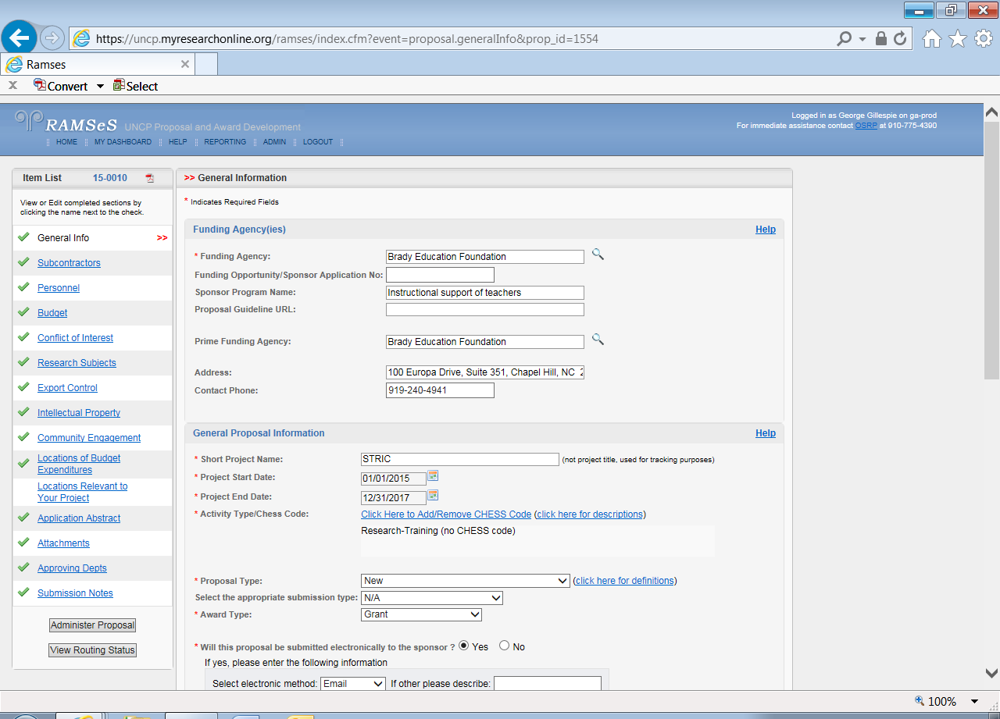 https://uncp.myresearchonline.org/ramses/index.cfm?event=proposal.generalInfo&prop_id=1554
Ramses
Convert Select
RAMSeS UNCP Proposal and Award Development
Logged in as George Gillespie on ga-prod
For immediate assistance contact OSRP at 910-775-4390
HOME MY DASHBOARD HELP REPORTING ADMIN LOGOUT
Item List 15-0010
View or Edit completed sections by
clicking the name next to the check.
General Info >>
Subcontractors
Personnel
Budget
Conflict of Interest
Research Subjects
Export Control
Intellectual Property
Community Engagement
Locations of Budget
Expenditures
Locations Relevant to
Your Project
Application Abstract
Attachments
Approving Depts
Submission Notes
Administer Proposal
View Routing Status
>> General Information
* Indicates Required Fields
Funding Agency(ies) Help
* Funding Agency: Brady Education Foundation
Funding Opportunity/Sponsor Application No:
Sponsor Program Name: Instructional support of teachers
Proposal Guideline URL:
Prime Funding Agency: Brady Education Foundation
Address: 100 Europa Drive, Suite 351, Chapel Hill, NC
Contact Phone: 919-240-4941
General Proposal Information Help
* Short Project Name: STRIC (not project title, used for tracking purposes)
* Project Start Date: 01/01/2015
* Project End Date: 12/31/2017
* Activity Type/Chess Code: Click Here to Add/Remove CHESS Code (click here for descriptions)
Research-Training (no CHESS code)
* Proposal Type: New (click here for definitions)
Select the appropriate submission type: N/A
* Award Type: Grant
* Will this proposal be submitted electronically to the sponsor ? Yes No
If yes, please enter the following information
Select electronic method: Email If other please describe:
100%